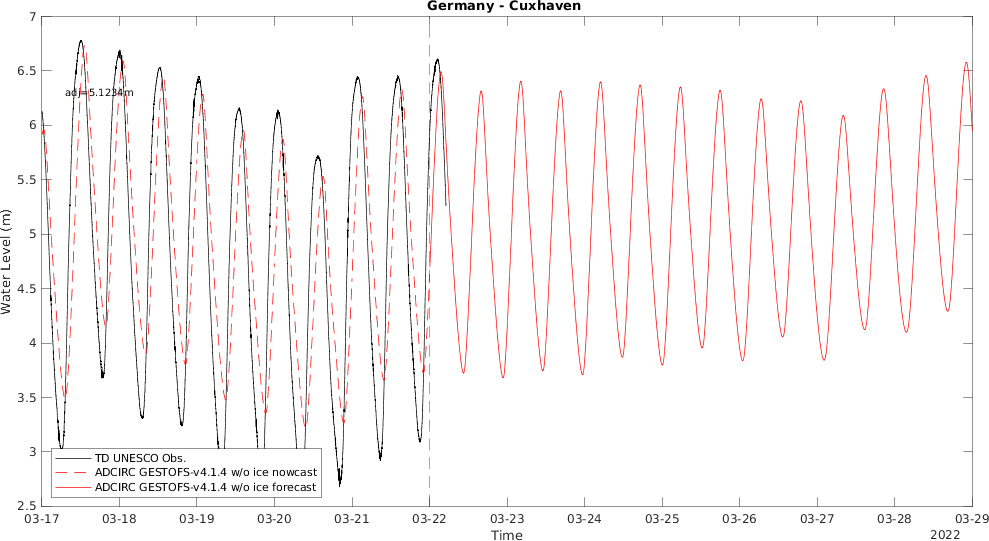 Germany - Cuxhaven
7
6.5
6
5.5
5
4.5
4
3.5
3
2.5
Water Level (m)
adj=5.1234m
TD UNESCO Obs.
ADCIRC GESTOFS-v4.1.4 w/o ice nowcast
ADCIRC GESTOFS-v4.1.4 w/o ice forecast
03-17 03-18 03-19 03-20 03-21 03-22 03-23 03-24 03-25 03-26 03-27 03-28 03-29
Time
2022